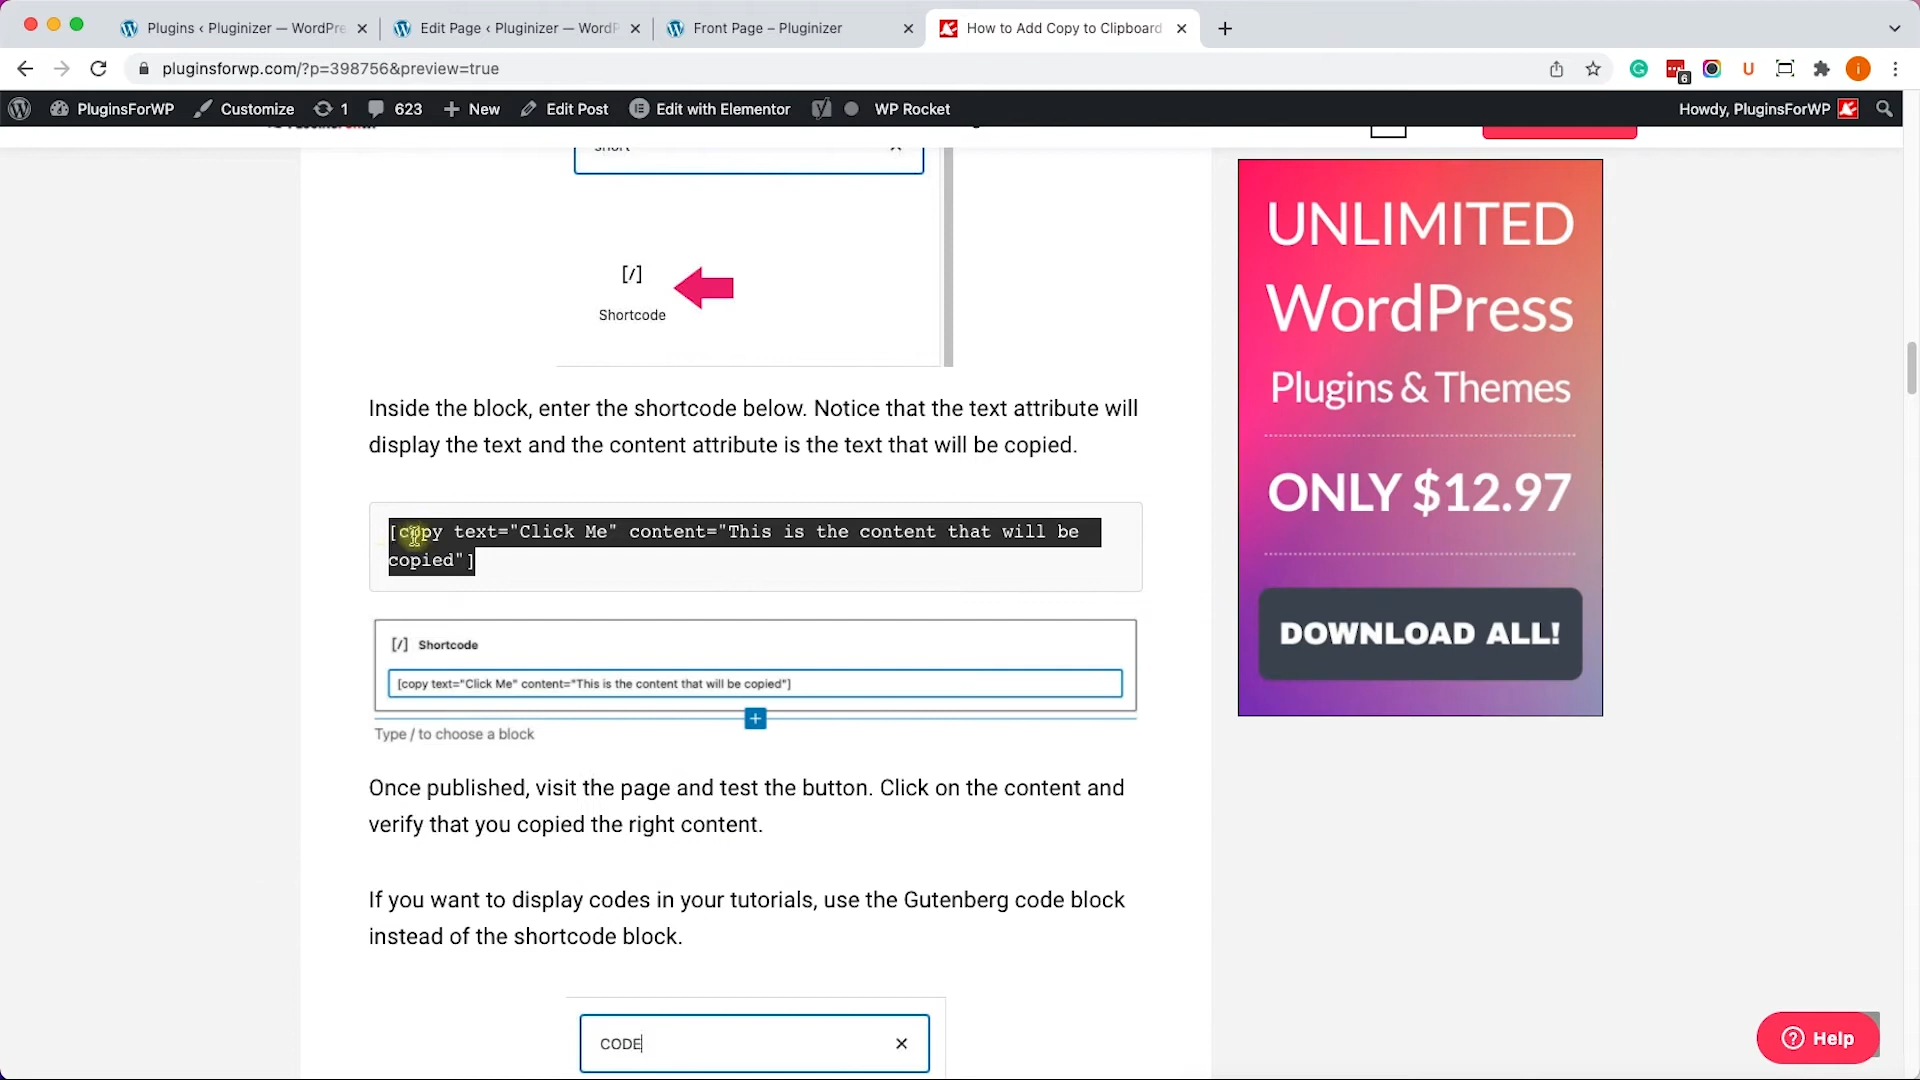 Plugins ‹ Pluginizer — WordPre
Edit Page ‹ Pluginizer — WordP
Front Page – Pluginizer
How to Add Copy to Clipboard
pluginsforwp.com/?p=398756&preview=true
6
i
PluginsForWP
Customize
1
623
New
Edit Post
Edit with Elementor
WP Rocket
Howdy, PluginsForWP
[/]
Shortcode
Inside the block, enter the shortcode below. Notice that the text attribute will
display the text and the content attribute is the text that will be copied.
[copy text="Click Me" content="This is the content that will be
copied"]
[/] Shortcode
[copy text="Click Me" content="This is the content that will be copied"]
Type / to choose a block
Once published, visit the page and test the button. Click on the content and
verify that you copied the right content.
If you want to display codes in your tutorials, use the Gutenberg code block
instead of the shortcode block.
CODE
UNLIMITED
WordPress
Plugins & Themes
ONLY $12.97
DOWNLOAD ALL!
Help